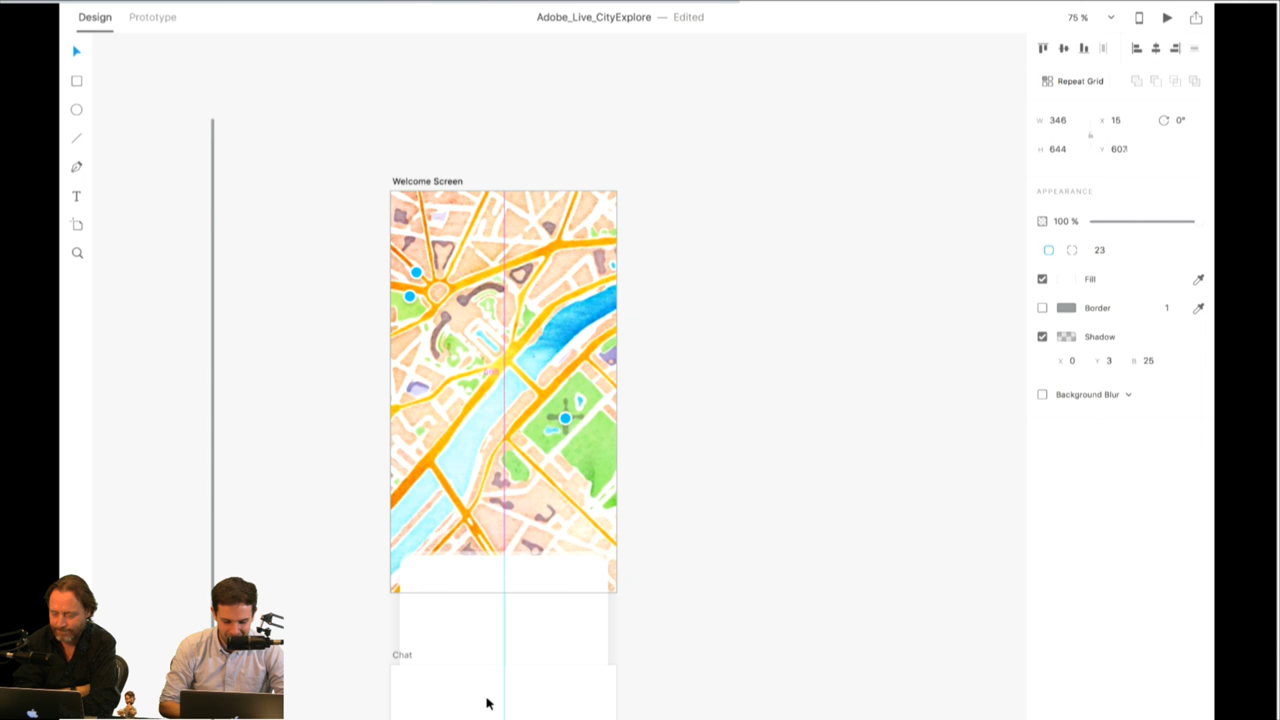 Design Prototype Adobe_Live_CityExplore — Edited 75 %
Repeat Grid
W 346 X 15 0°
H 644 Y 603
APPEARANCE
Welcome Screen
100 %
23
Fill
Border 1
Shadow
X 0 Y 3 B 25
Background Blur
Chat
T